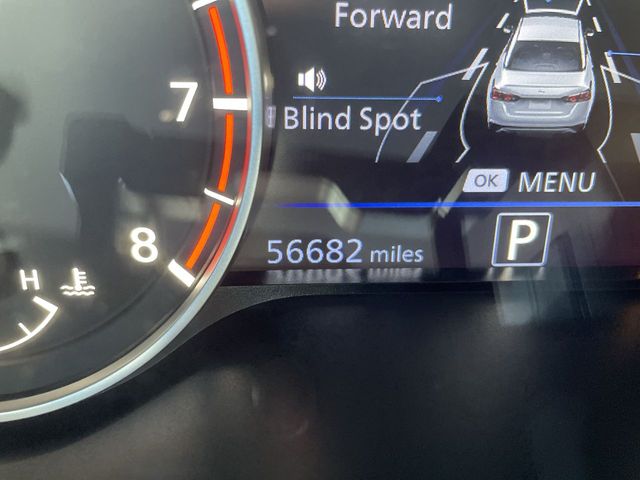 Forward
7
Blind Spot
OK MENU
8
56682 miles
P
H